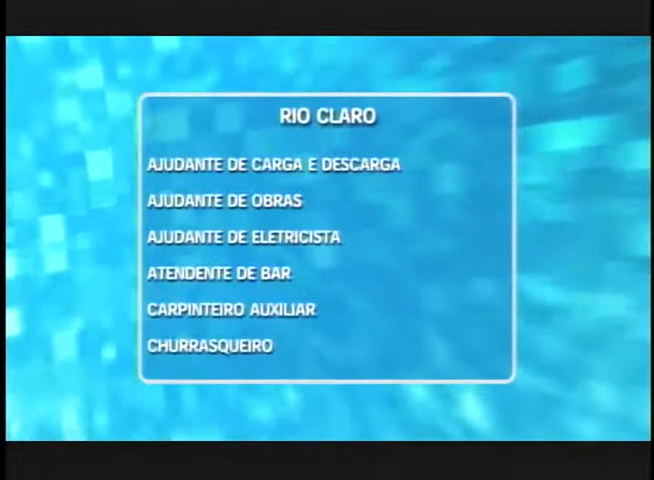 RIO CLARO
AJUDANTE DE CARGA E DESCARGA
AJUDANTE DE OBRAS
AJUDANTE DE ELETRICISTA
ATENDENTE DE BAR
CARPINTEIRO AUXILIAR
CHURRASQUEIRO